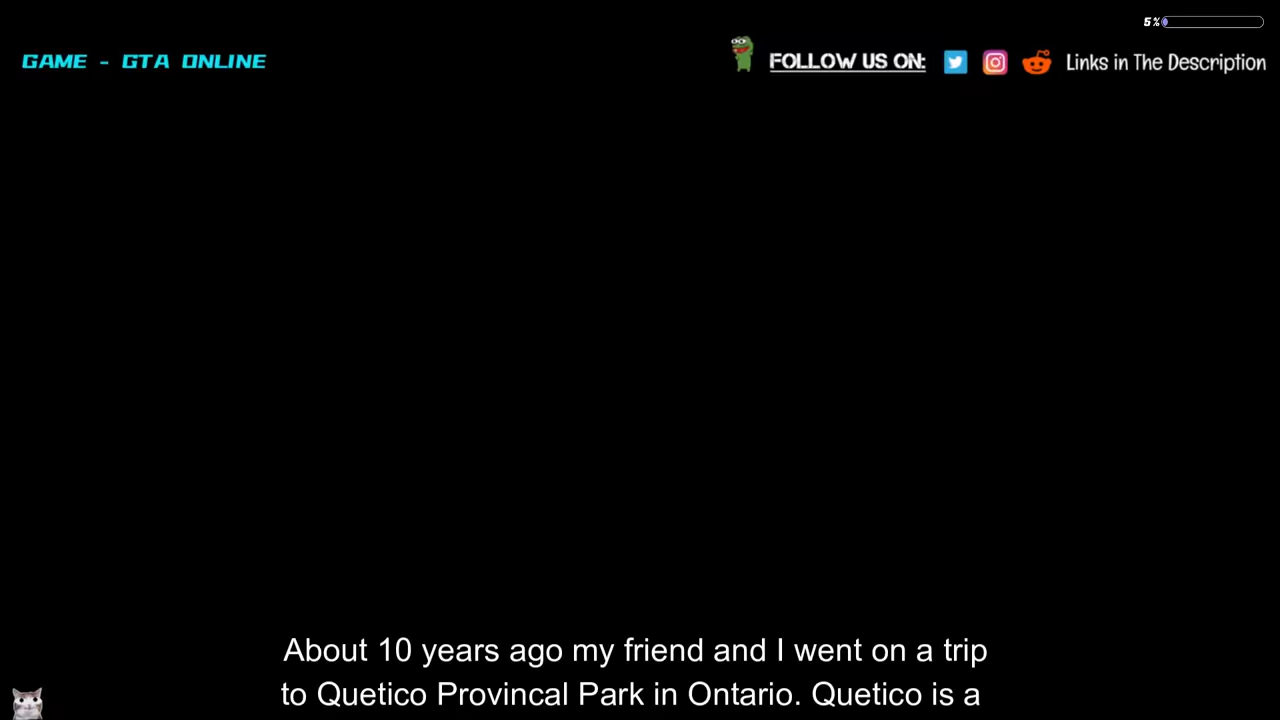 5%
GAME - GTA ONLINE
FOLLOW US ON: Links in The Description
About 10 years ago my friend and I went on a trip
to Quetico Provincal Park in Ontario. Quetico is a